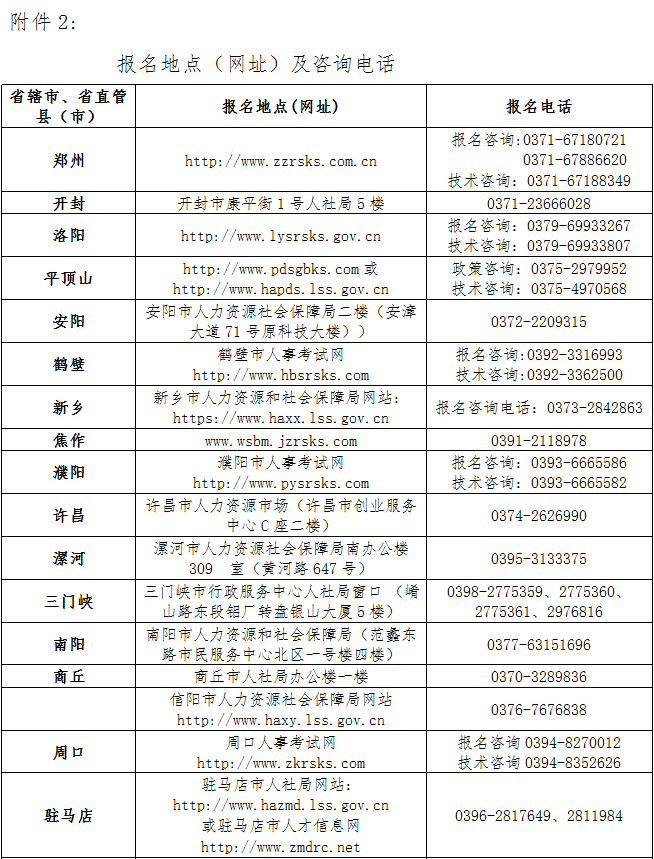 附件 2:
报名地点（网址）及咨询电话
省辖市、省直管
县（市）
报名地点(网址)
报名电话
郑州
http://www.zzrsks.com.cn
报名咨询:0371-67180721
0371-67886620
技术咨询：0371-67188349
开封
开封市康平街 1 号人社局 5 楼
0371-23666028
洛阳
http://www.lysrsks.gov.cn
报名咨询：0379-69933267
技术咨询：0379-69933807
平顶山
http://www.pdsgbks.com 或
http://www.hapds.lss.gov.cn
政策咨询：0375-2979952
技术咨询：0375-4970568
安阳
安阳市人力资源社会保障局二楼（安漳
大道 71 号原科技大楼））
0372-2209315
鹤壁
鹤壁市人事考试网
http://www.hbsrsks.com
报名咨询:0392-3316993
技术咨询:0392-3362500
新乡
新乡市人力资源和社会保障局网站：
https://www.haxx.lss.gov.cn
报名咨询电话：0373-2842863
焦作
www.wsbm.jzrsks.com
0391-2118978
濮阳
濮阳市人事考试网
http://www.pysrsks.com
报名咨询：0393-6665586
技术咨询：0393-6665582
许昌
许昌市人力资源市场（许昌市创业服务
中心 C 座二楼）
0374-2626990
漯河
漯河市人力资源社会保障局南办公楼
309 室（黄河路 647 号）
0395-3133375
三门峡
三门峡市行政服务中心人社局窗口 （崤
山路东段铝厂转盘银山大厦 5 楼）
0398-2775359、2775360、
2775361、2976816
南阳
南阳市人力资源和社会保障局（范蠡东
路市民服务中心北区一号楼四楼）
0377-63151696
商丘
商丘市人社局办公楼一楼
0370-3289836
信阳市人力资源社会保障局网站
http://www.haxy.lss.gov.cn
0376-7676838
周口
周口人事考试网
http://www.zkrsks.com
报名咨询 0394-8270012
技术咨询 0394-8352626
驻马店
驻马店市人社局网站：
http://www.hazmd.lss.gov.cn
或驻马店市人才信息网
http://www.zmdrc.net
0396-2817649、2811984